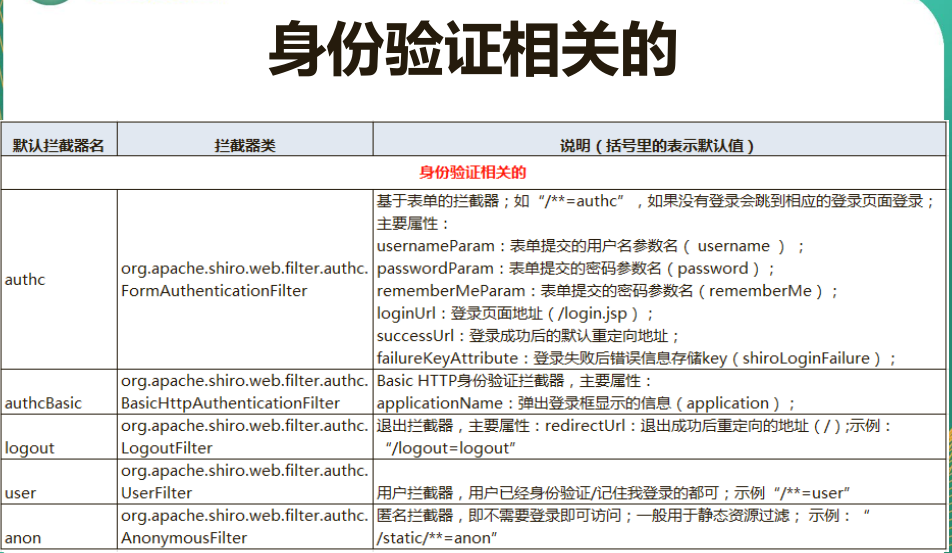 身份验证相关的
默认拦截器名 拦截器类 说明（括号里的表示默认值）
身份验证相关的
authc
org.apache.shiro.web.filter.authc.
FormAuthenticationFilter
基于表单的拦截器；如“/**=authc”，如果没有登录会跳到相应的登录页面登录；
主要属性：
usernameParam：表单提交的用户名参数名（ username ） ；
passwordParam：表单提交的密码参数名（password）；
rememberMeParam：表单提交的密码参数名（rememberMe）；
loginUrl：登录页面地址（/login.jsp）；
successUrl：登录成功后的默认重定向地址；
failureKeyAttribute：登录失败后错误信息存储key（shiroLoginFailure）；
authcBasic
org.apache.shiro.web.filter.authc.
BasicHttpAuthenticationFilter
Basic HTTP身份验证拦截器，主要属性：
applicationName：弹出登录框显示的信息（application）；
logout
org.apache.shiro.web.filter.authc.
LogoutFilter
退出拦截器，主要属性：redirectUrl：退出成功后重定向的地址（/）;示例：
“/logout=logout”
user
org.apache.shiro.web.filter.authc.
UserFilter
用户拦截器，用户已经身份验证/记住我登录的都可；示例“/**=user”
anon
org.apache.shiro.web.filter.authc.
AnonymousFilter
匿名拦截器，即不需要登录即可访问；一般用于静态资源过滤； 示例：“
/static/**=anon”